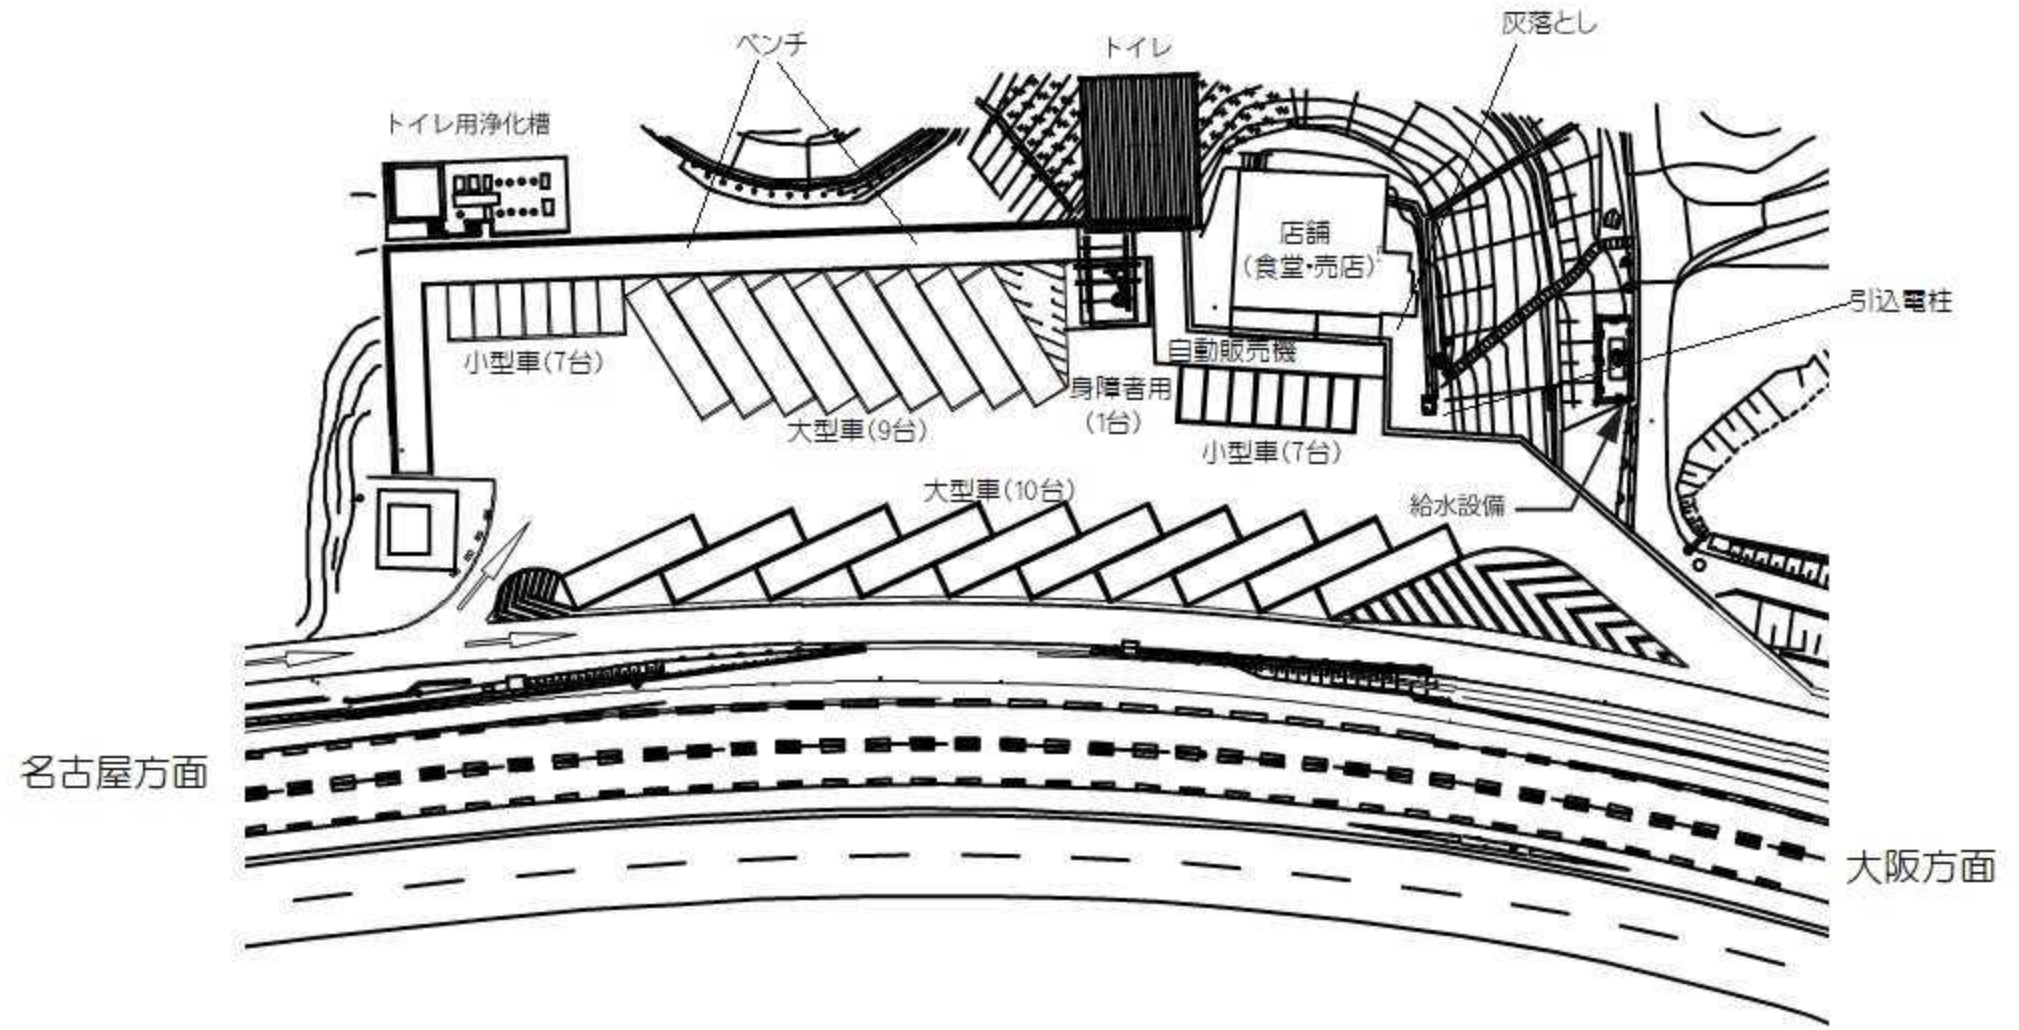 灰落とし
ベンチ
トイレ
トイレ用浄化槽
店舗
(食堂・売店)
引込電柱
小型車(7台)
自動販売機
身障者用
(1台)
大型車(9台)
小型車(7台)
大型車(10台)
給水設備
名古屋方面
大阪方面